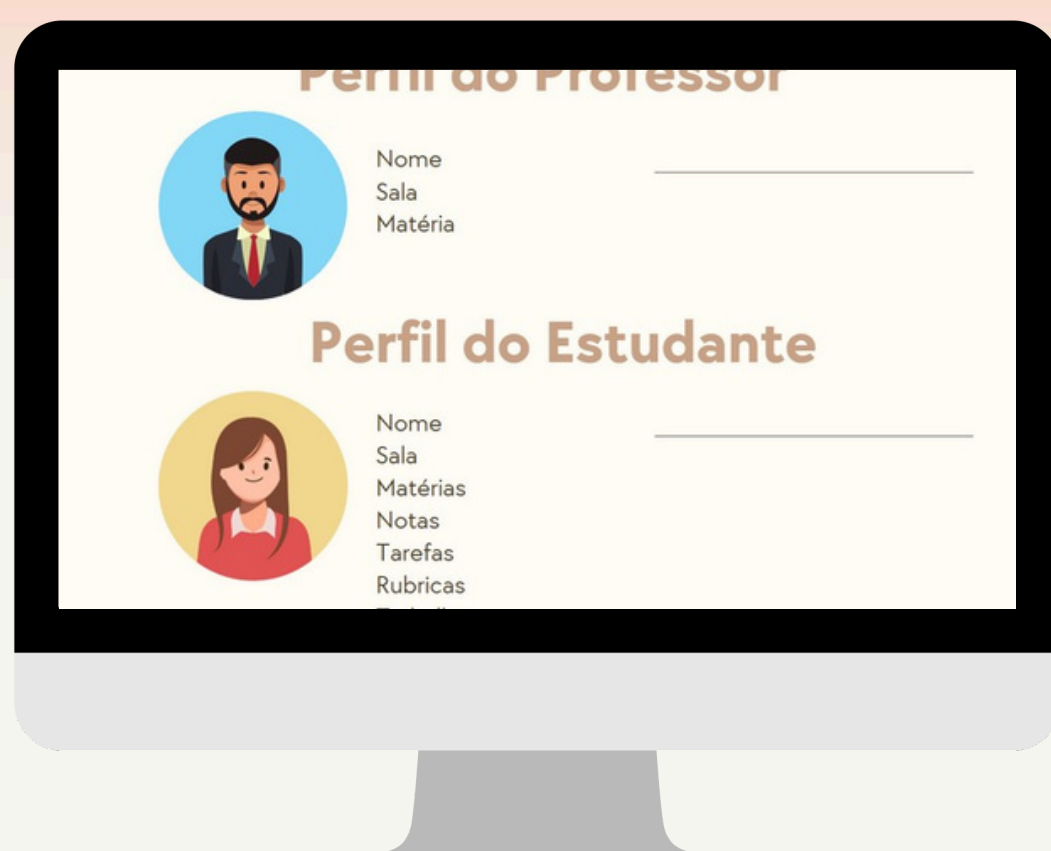 Perfil do Professor
Nome
Sala
Matéria
Perfil do Estudante
Nome
Sala
Matérias
Notas
Tarefas
Rubricas